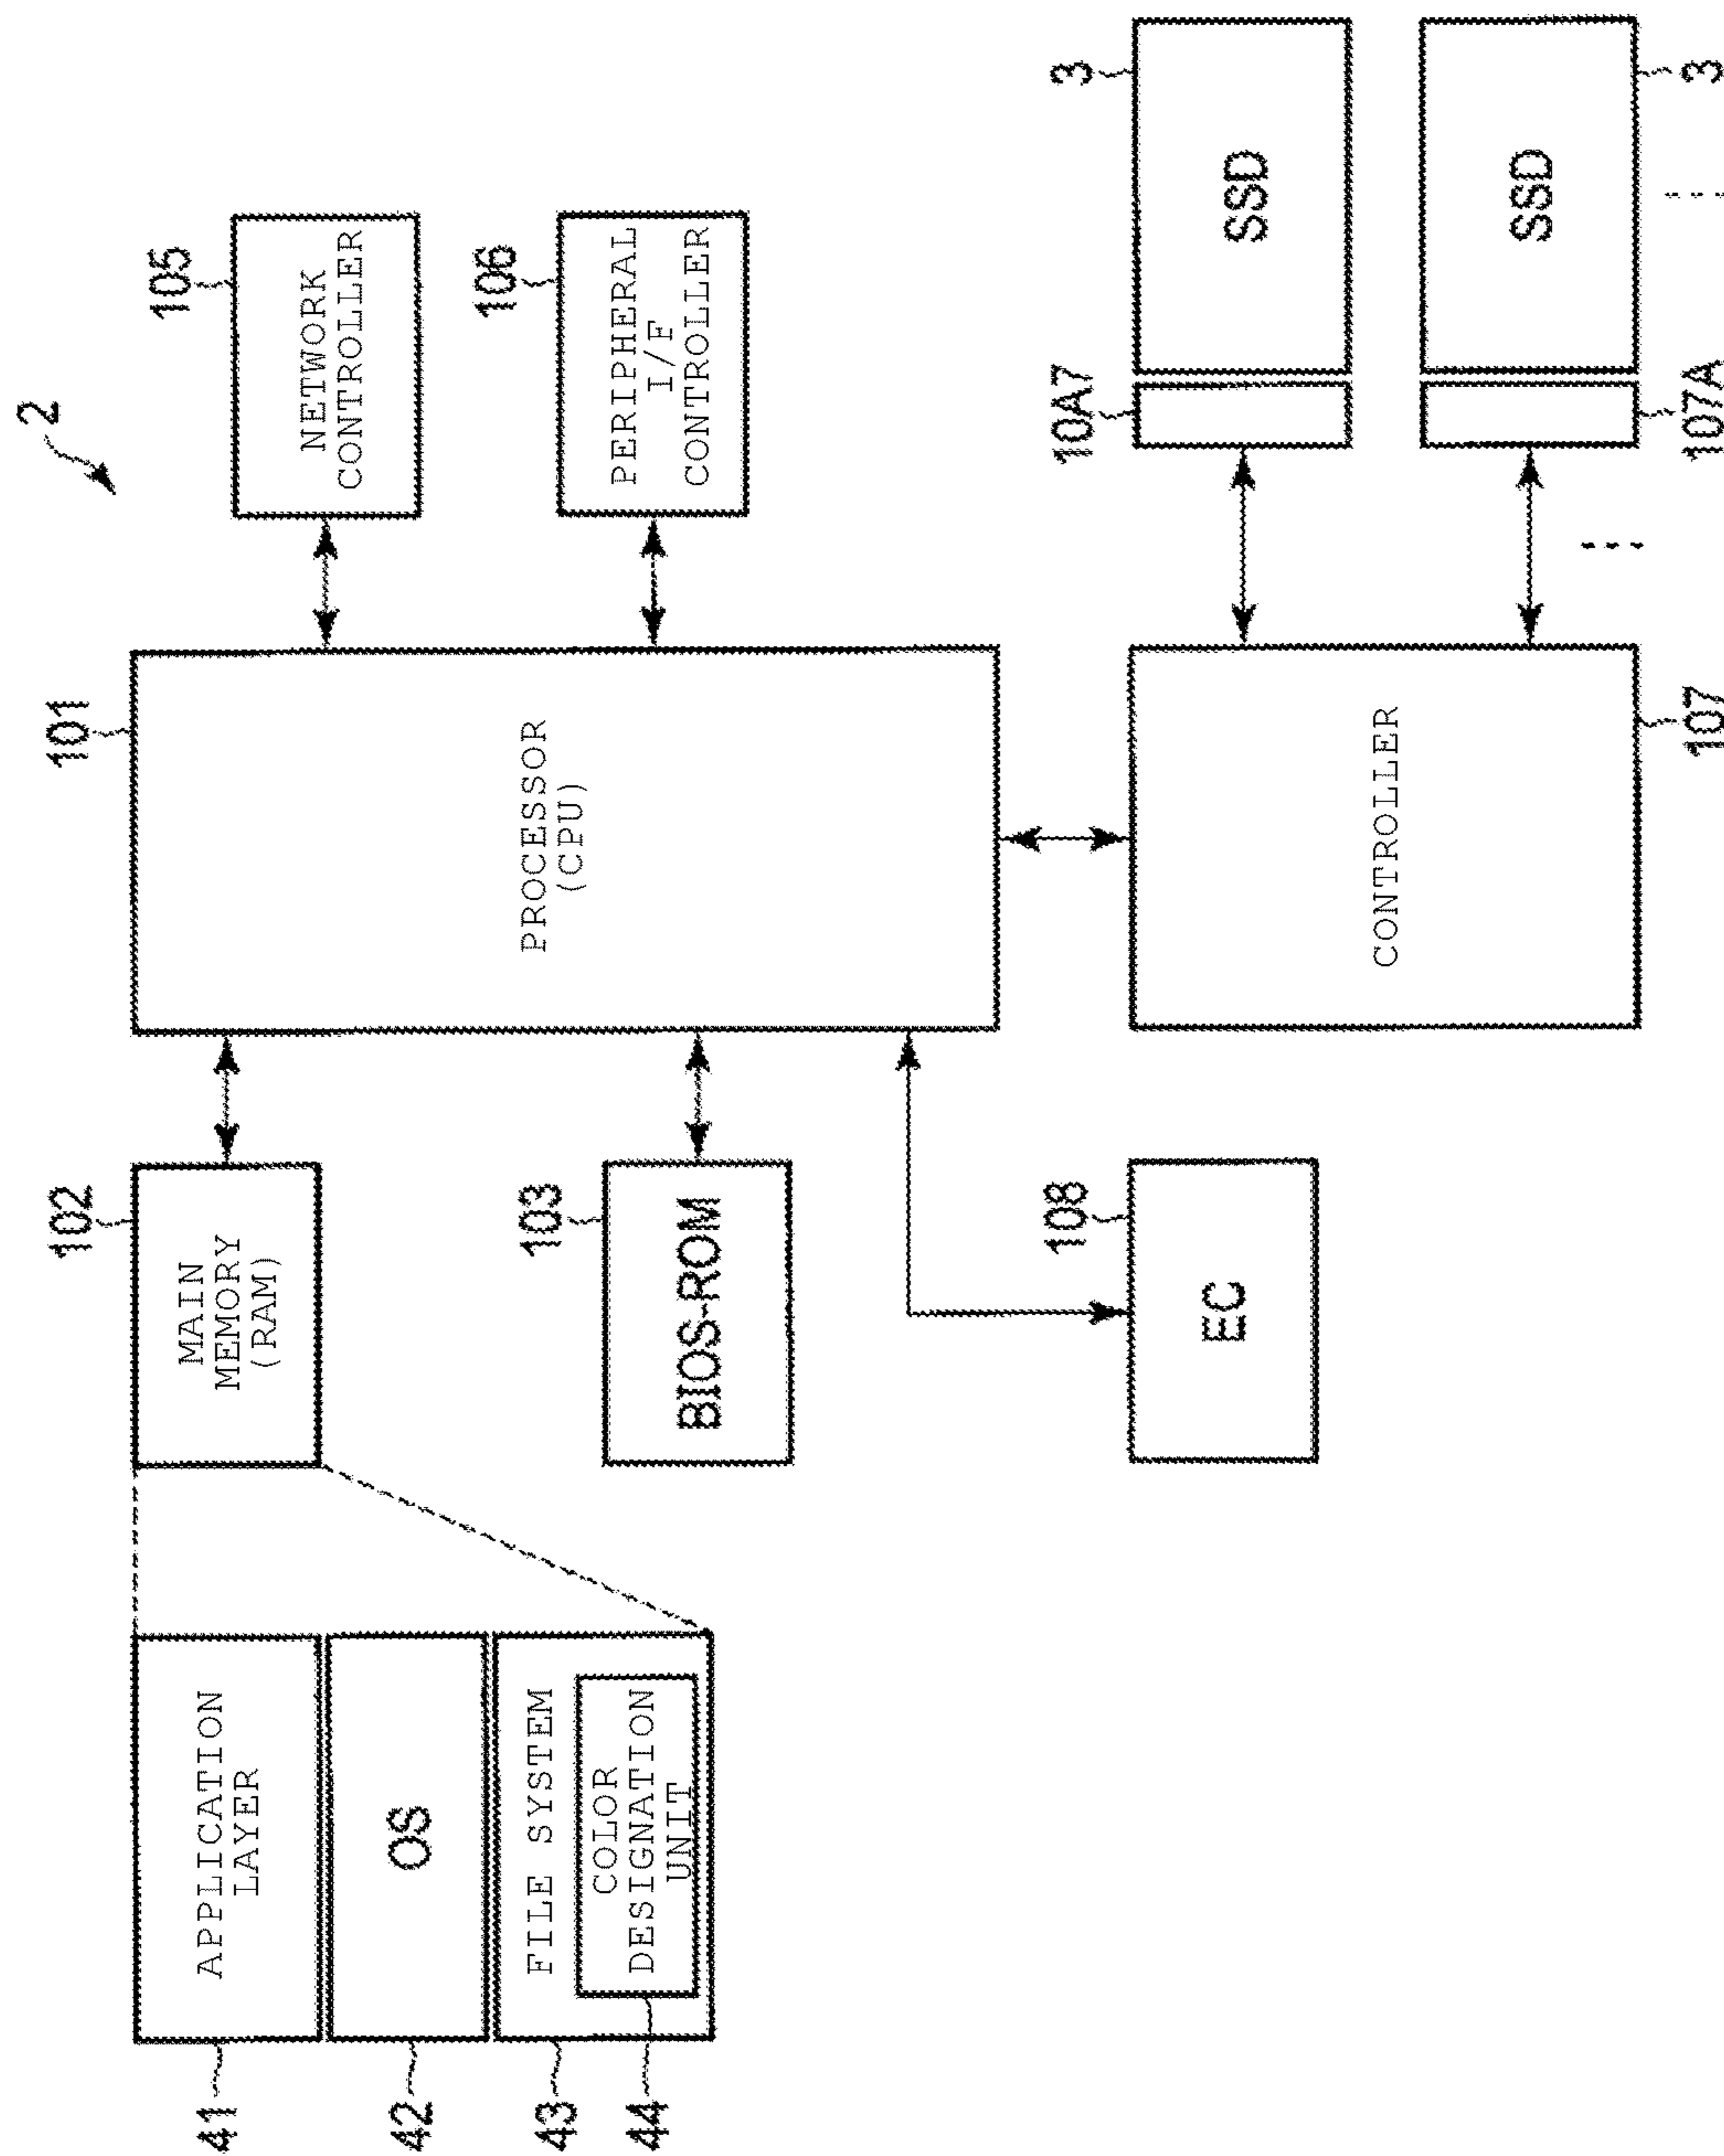 2
101
105
NETWORK
CONTROLLER
102
MAIN
MEMORY
(RAM)
41
APPLICATION
LAYER
42
OS
43
FILE SYSTEM
44
COLOR
DESIGNATION
UNIT
PROCESSOR
(CPU)
106
PERIPHERAL
I/F
CONTROLLER
103
BIOS-ROM
108
EC
CONTROLLER
107
10A7
3
SSD
107A
3
SSD